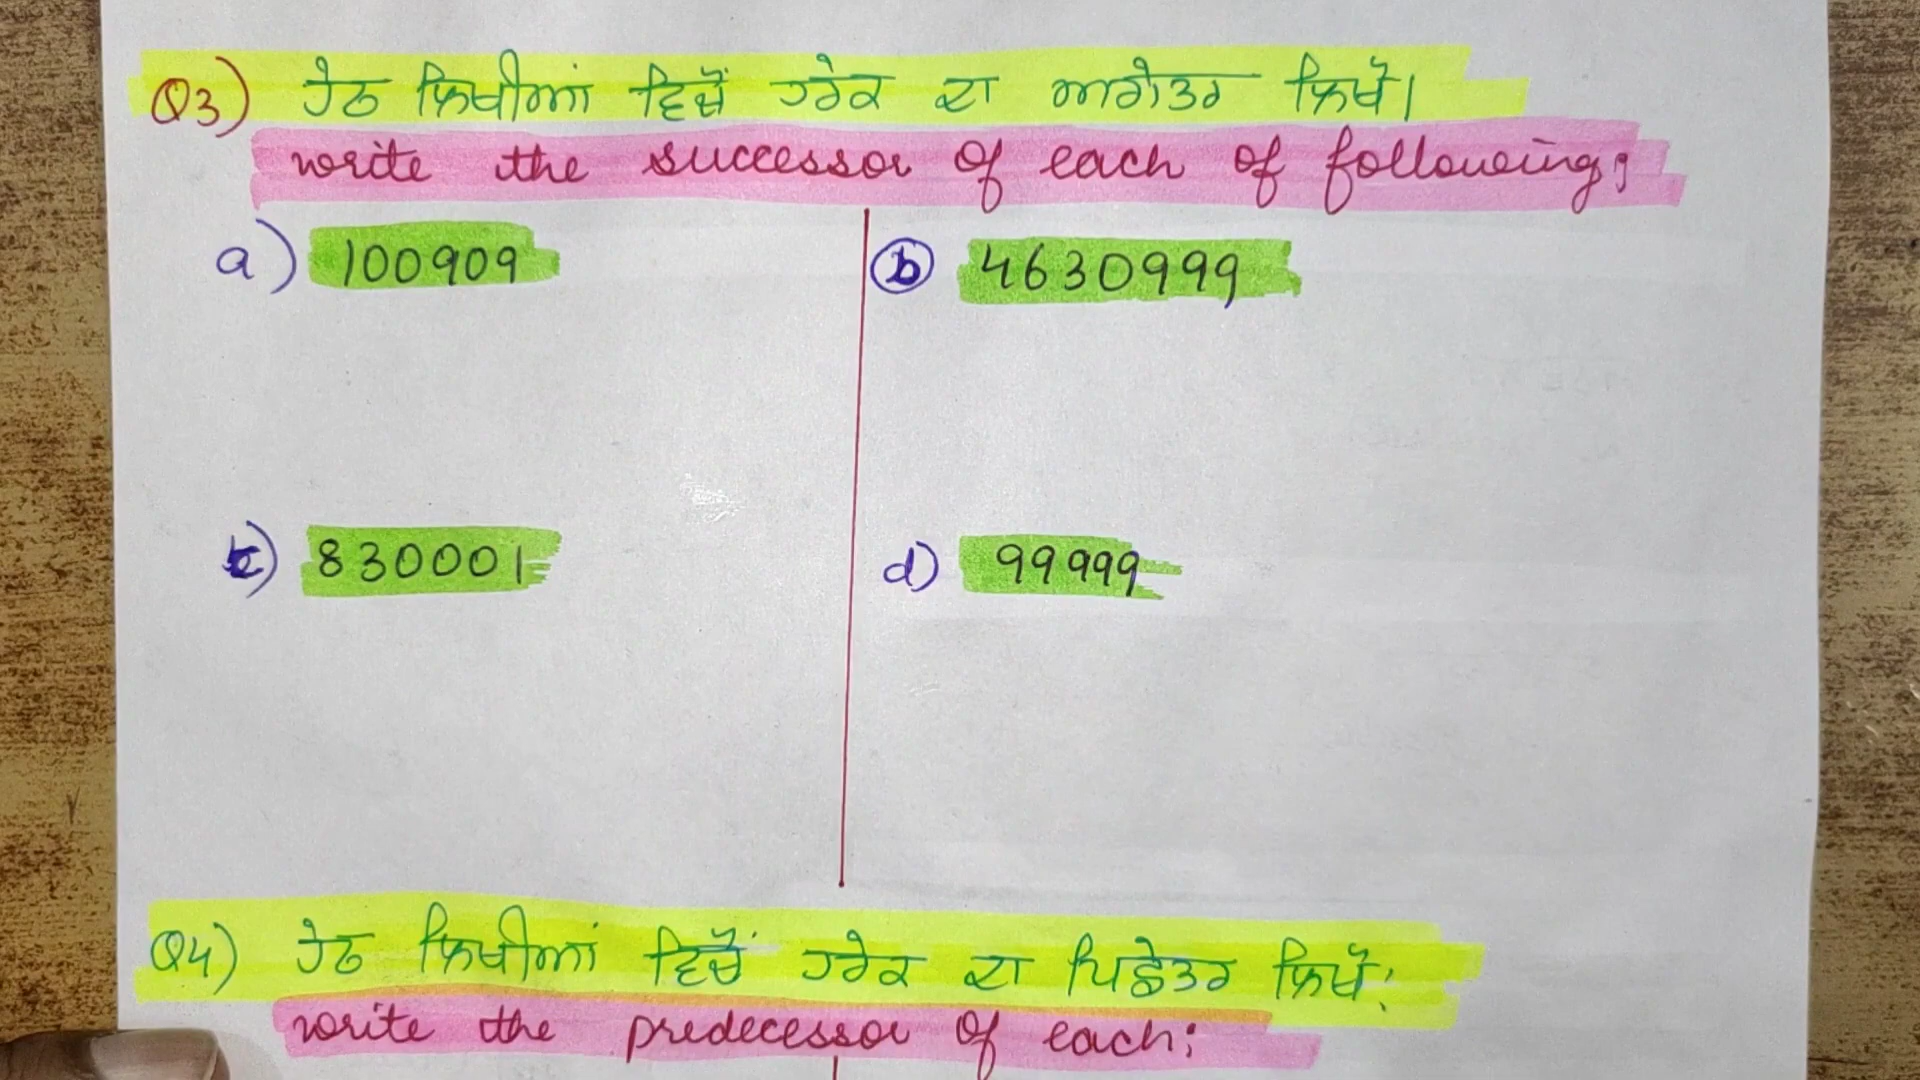 Q3) ਹੇਠ ਲਿਖੀਆਂ ਵਿਚੋਂ ਹਰੇਕ ਦਾ ਅਗੇਤਰ ਲਿਖੋ।
write the successor of each of following;
a) 100909
(b) 4630999
c) 830001
d) 99999
Q4) ਹੇਠ ਲਿਖੀਆਂ ਵਿਚੋਂ ਹਰੇਕ ਦਾ ਪਿਛੇਤਰ ਲਿਖੋ:
write the predecessor of each: